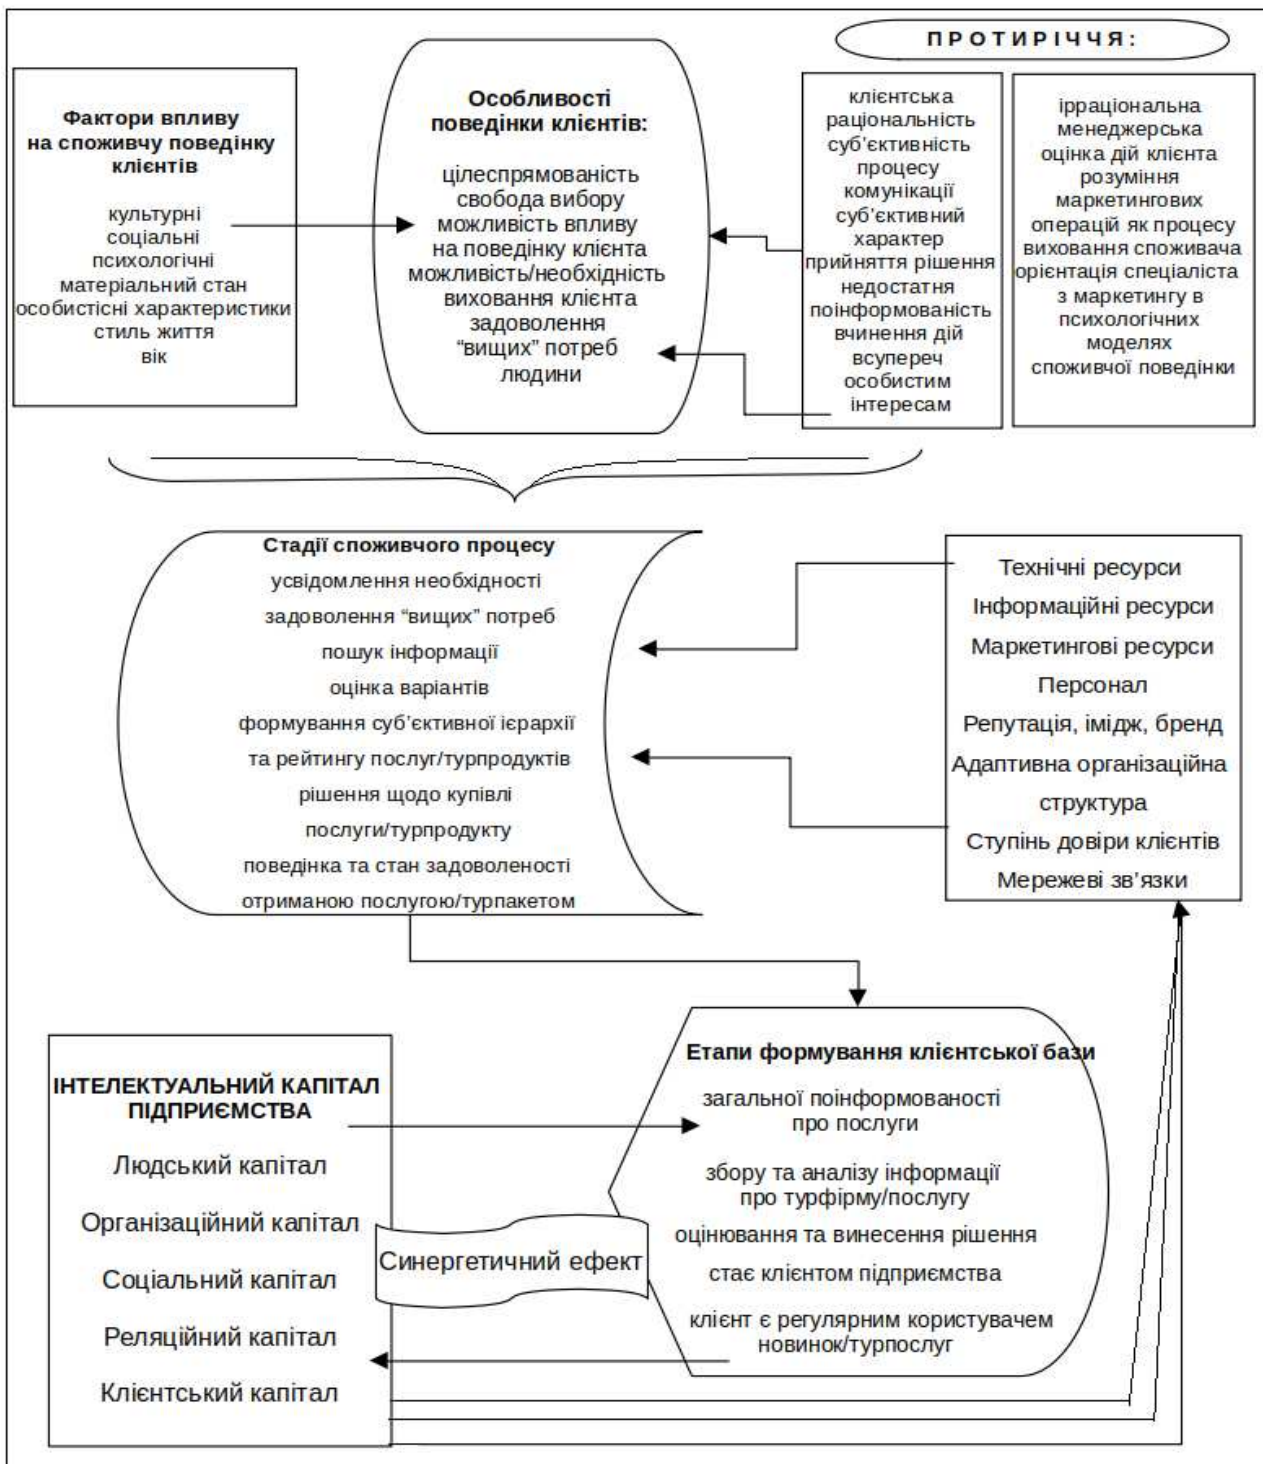 П Р О Т И Р І Ч Ч Я :
Фактори впливу
на споживчу поведінку
клієнтів
культурні
соціальні
психологічні
матеріальний стан
особистісні характеристики
стиль життя
вік
Особливості
поведінки клієнтів:
цілеспрямованість
свобода вибору
можливість впливу
на поведінку клієнта
можливість/необхідність
виховання клієнта
задоволення
“вищих” потреб
людини
клієнтська
раціональність
суб’єктивність
процесу
комунікації
суб’єктивний
характер
прийняття рішення
недостатня
поінформованість
вчинення дій
всупереч
особистим
інтересам
ірраціональна
менеджерська
оцінка дій клієнта
розуміння
маркетингових
операцій як процесу
виховання споживача
орієнтація спеціаліста
з маркетингу в
психологічних
моделях
споживчої поведінки
Стадії споживчого процесу
усвідомлення необхідності
задоволення “вищих” потреб
пошук інформації
оцінка варіантів
формування суб’єктивної ієрархії
та рейтингу послуг/турпродуктів
рішення щодо купівлі
послуги/турпродукту
поведінка та стан задоволеності
отриманою послугою/турпакетом
Технічні ресурси
Інформаційні ресурси
Маркетингові ресурси
Персонал
Репутація, імідж, бренд
Адаптивна організаційна
структура
Ступінь довіри клієнтів
Мережеві зв’язки
ІНТЕЛЕКТУАЛЬНИЙ КАПІТАЛ
ПІДПРИЄМСТВА
Людський капітал
Організаційний капітал
Соціальний капітал
Реляційний капітал
Клієнтський капітал
Синергетичний ефект
Етапи формування клієнтської бази
загальної поінформованості
про послуги
збору та аналізу інформації
про турфірму/послугу
оцінювання та винесення рішення
стає клієнтом підприємства
клієнт є регулярним користувачем
новинок/турпослуг